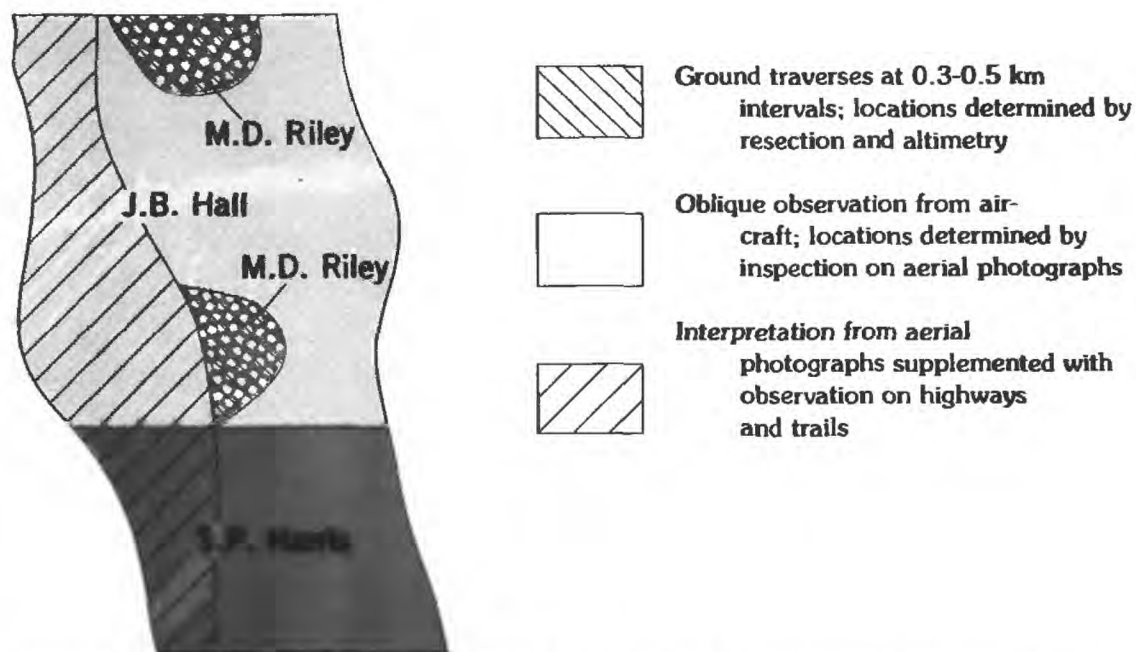 M.D. Riley
J.B. Hall
M.D. Riley
S.P. Harris
Ground traverses at 0.3-0.5 km
intervals; locations determined by
resection and altimetry
Oblique observation from air-
craft; locations determined by
inspection on aerial photographs
Interpretation from aerial
photographs supplemented with
observation on highways
and trails